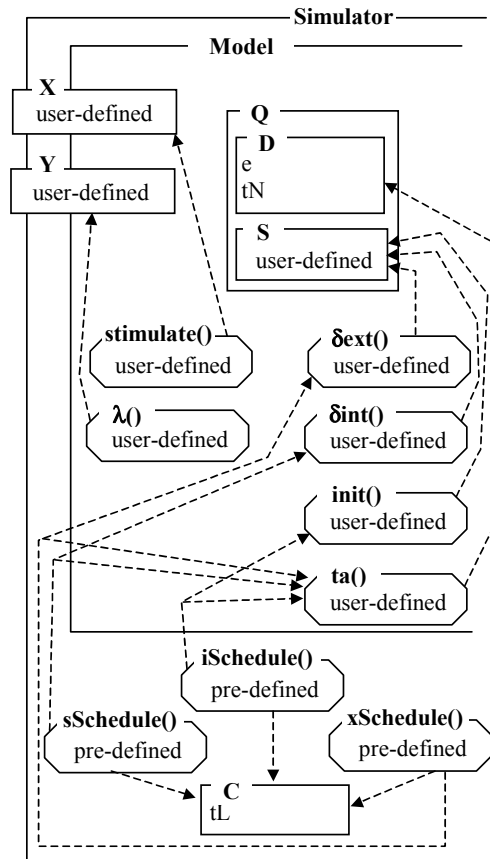 Simulator
Model
X
user-defined
Y
user-defined
Q
D
e
tN
S
user-defined
stimulate()
user-defined
λ()
user-defined
δext()
user-defined
δint()
user-defined
init()
user-defined
ta()
user-defined
iSchedule()
pre-defined
sSchedule()
pre-defined
xSchedule()
pre-defined
C
tL